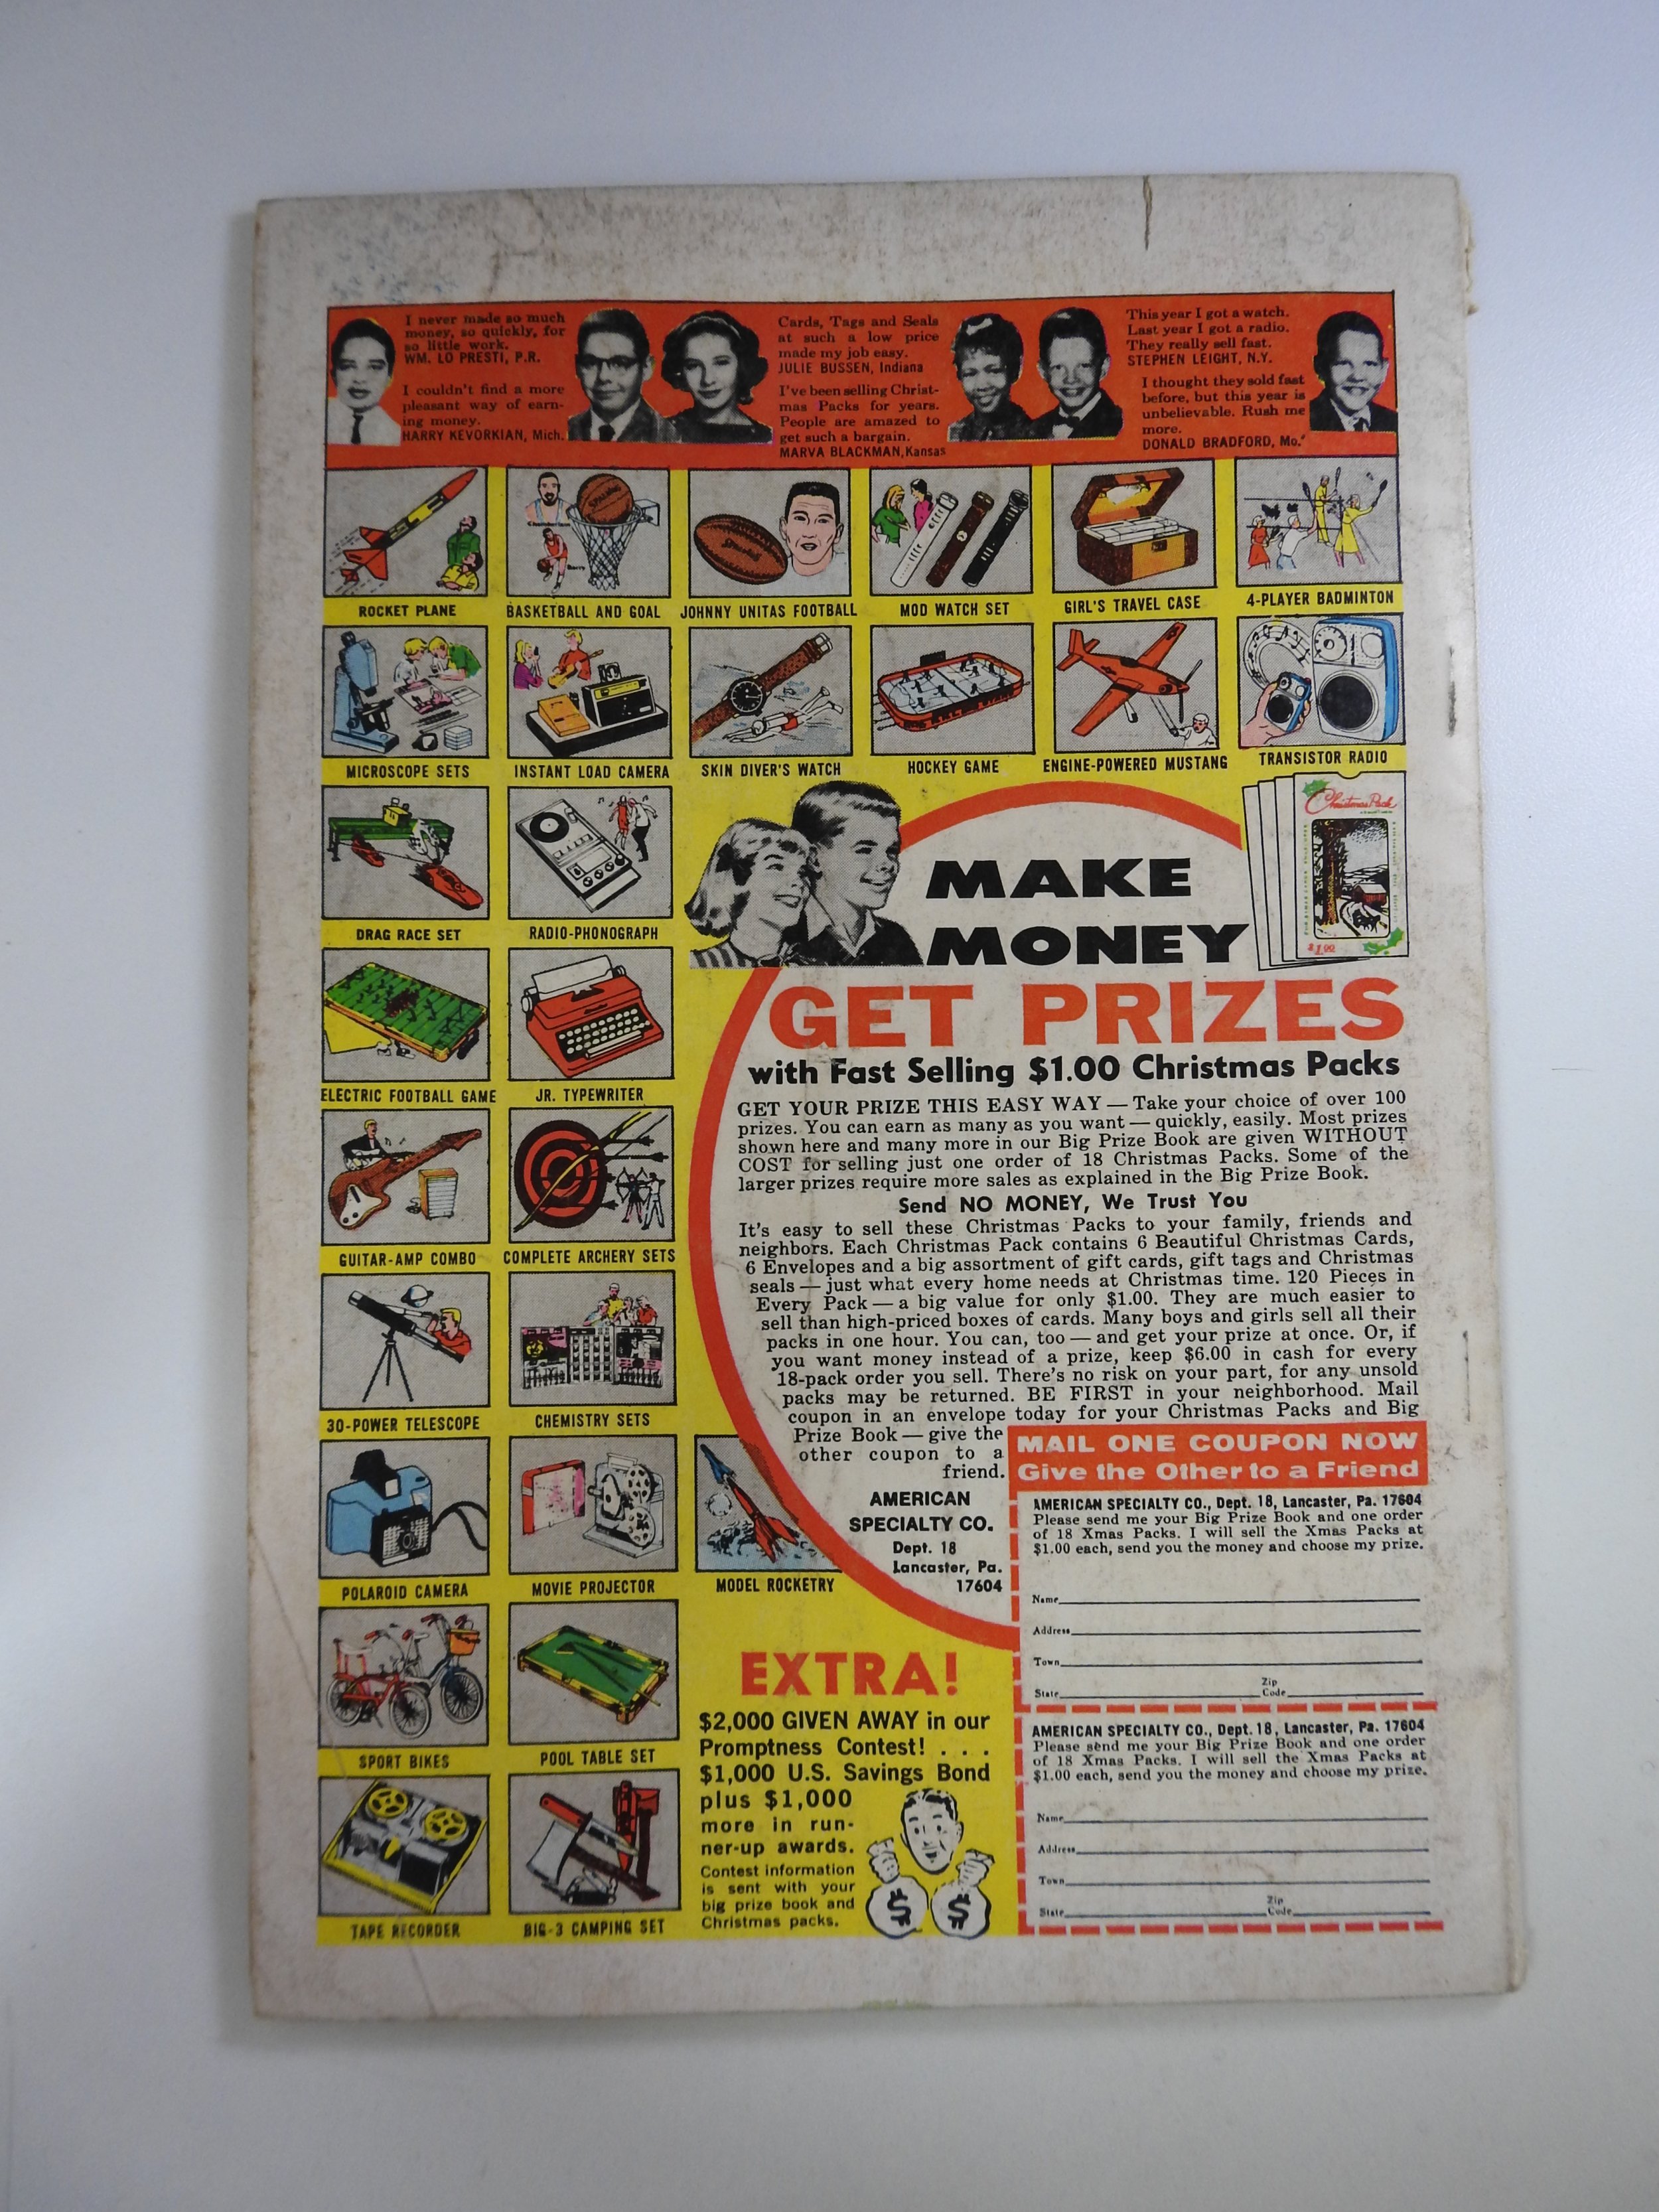 I never made so much
money, so quickly, for
so little work.
WM. LO PRESTI, P.R.
I couldn't find a more
pleasant way of earn-
ing money.
HARRY KEVORKIAN, Mich.
Cards, Tags and Seals
at such a low price
made my job easy.
JULIE BUSSEN, Indiana
I've been selling Christ-
mas Packs for years.
People are amazed to
get such a bargain.
MARVA BLACKMAN, Kansas
This year I got a watch.
Last year I got a radio.
They really sell fast.
STEPHEN LEIGHT, N.Y.
I thought they sold fast
before, but this year is
unbelievable. Rush me
more.
DONALD BRADFORD, Mo.
Chamberlain
SPALDING
Barry
ROCKET PLANE
BASKETBALL AND GOAL
JOHNNY UNITAS FOOTBALL
MOD WATCH SET
GIRL'S TRAVEL CASE
4-PLAYER BADMINTON
MICROSCOPE SETS
INSTANT LOAD CAMERA
SKIN DIVER'S WATCH
HOCKEY GAME
ENGINE-POWERED MUSTANG
TRANSISTOR RADIO
DRAG RACE SET
RADIO-PHONOGRAPH
ELECTRIC FOOTBALL GAME
JR. TYPEWRITER
GUITAR-AMP COMBO
COMPLETE ARCHERY SETS
30-POWER TELESCOPE
CHEMISTRY SETS
POLAROID CAMERA
MOVIE PROJECTOR
MODEL ROCKETRY
SPORT BIKES
POOL TABLE SET
TAPE RECORDER
BIG-3 CAMPING SET
Christmas Pack
$1.00
MAKE
MONEY
GET PRIZES
with Fast Selling $1.00 Christmas Packs
GET YOUR PRIZE THIS EASY WAY — Take your choice of over 100
prizes. You can earn as many as you want — quickly, easily. Most prizes
shown here and many more in our Big Prize Book are given WITHOUT
COST for selling just one order of 18 Christmas Packs. Some of the
larger prizes require more sales as explained in the Big Prize Book.
Send NO MONEY, We Trust You
It's easy to sell these Christmas Packs to your family, friends and
neighbors. Each Christmas Pack contains 6 Beautiful Christmas Cards,
6 Envelopes and a big assortment of gift cards, gift tags and Christmas
seals — just what every home needs at Christmas time. 120 Pieces in
Every Pack — a big value for only $1.00. They are much easier to
sell than high-priced boxes of cards. Many boys and girls sell all their
packs in one hour. You can, too — and get your prize at once. Or, if
you want money instead of a prize, keep $6.00 in cash for every
18-pack order you sell. There's no risk on your part, for any unsold
packs may be returned. BE FIRST in your neighborhood. Mail
coupon in an envelope today for your Christmas Packs and Big
Prize Book — give the
other coupon to a
friend.
AMERICAN
SPECIALTY CO.
Dept. 18
Lancaster, Pa.
17604
MAIL ONE COUPON NOW
Give the Other to a Friend
AMERICAN SPECIALTY CO., Dept. 18, Lancaster, Pa. 17604
Please send me your Big Prize Book and one order
of 18 Xmas Packs. I will sell the Xmas Packs at
$1.00 each, send you the money and choose my prize.
Name
Address
Town
State Zip Code
AMERICAN SPECIALTY CO., Dept. 18, Lancaster, Pa. 17604
Please send me your Big Prize Book and one order
of 18 Xmas Packs. I will sell the Xmas Packs at
$1.00 each, send you the money and choose my prize.
Name
Address
Town
State Zip Code
EXTRA!
$2,000 GIVEN AWAY in our
Promptness Contest! . . .
$1,000 U.S. Savings Bond
plus $1,000
more in run-
ner-up awards.
Contest information
is sent with your
big prize book and
Christmas packs.
$ $